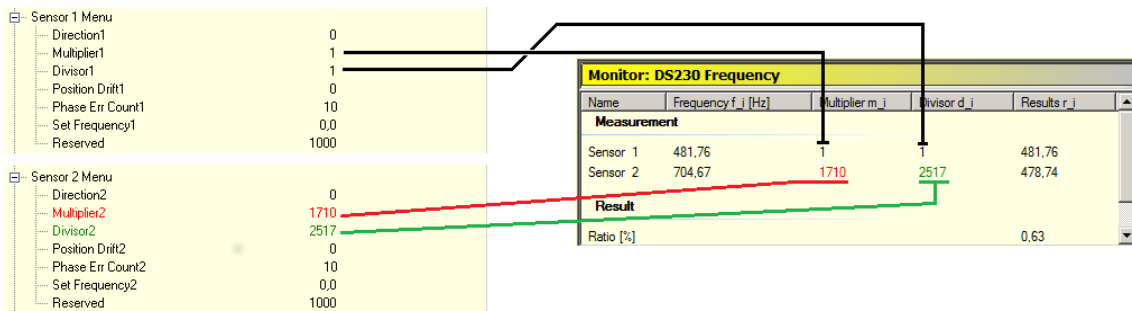 Sensor 1 Menu
Direction1 0
Multiplier1 1
Divisor1 1
Position Drift1 0
Phase Err Count1 10
Set Frequency1 0,0
Reserved 1000
Sensor 2 Menu
Direction2 0
Multiplier2 1710
Divisor2 2517
Position Drift2 0
Phase Err Count2 10
Set Frequency2 0,0
Reserved 1000
Monitor: DS230 Frequency
Name Frequency f_i [Hz] Multiplier m_i Divisor d_i Results r_i
Measurement
Sensor 1 481,76 1 1 481,76
Sensor 2 704,67 1710 2517 478,74
Result
Ratio [%] 0,63